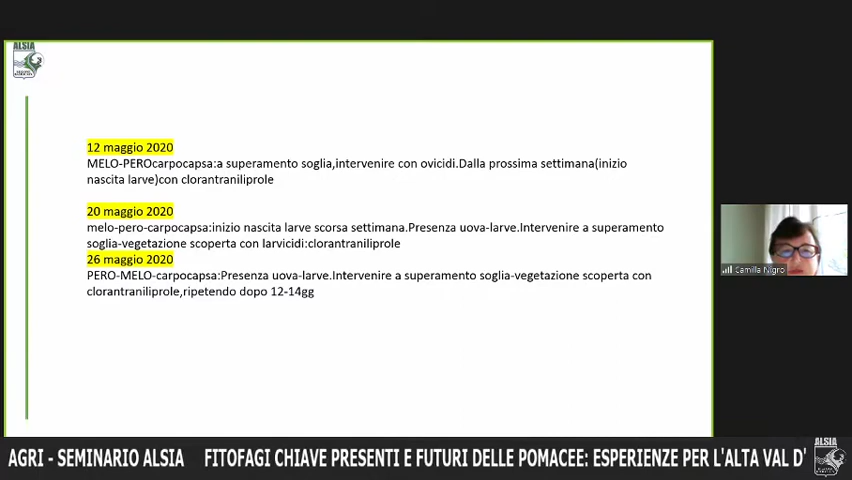 ALSIA
12 maggio 2020
MELO-PEROcarpocapsa:a superamento soglia,intervenire con ovicidi.Dalla prossima settimana(inizio
nascita larve)con clorantraniliprole
20 maggio 2020
melo-pero-carpocapsa:inizio nascita larve scorsa settimana.Presenza uova-larve.Intervenire a superamento
soglia-vegetazione scoperta con larvicidi:clorantraniliprole
26 maggio 2020
PERO-MELO-carpocapsa:Presenza uova-larve.Intervenire a superamento soglia-vegetazione scoperta con
clorantraniliprole,ripetendo dopo 12-14gg
Camilla Nigro
AGRI - SEMINARIO ALSIA FITOFAGI CHIAVE PRESENTI E FUTURI DELLE POMACEE: ESPERIENZE PER L'ALTA VAL D'
ALSIA